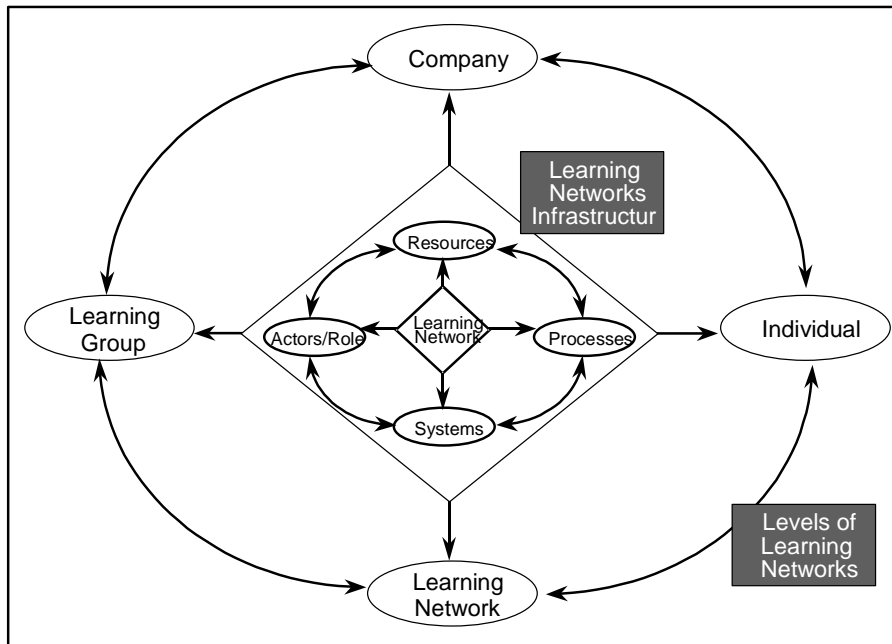 Company
Learning
Networks
Infrastructur
Resources
Learning
Group
Actors/Role
Learning
Network
Processes
Individual
Systems
Levels of
Learning
Networks
Learning
Network